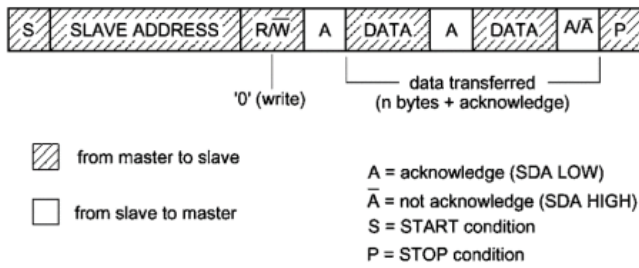 S SLAVE ADDRESS R/W̅ A DATA A DATA A/A̅ P
'0' (write)
data transferred
(n bytes + acknowledge)
from master to slave
from slave to master
A = acknowledge (SDA LOW)
A̅ = not acknowledge (SDA HIGH)
S = START condition
P = STOP condition